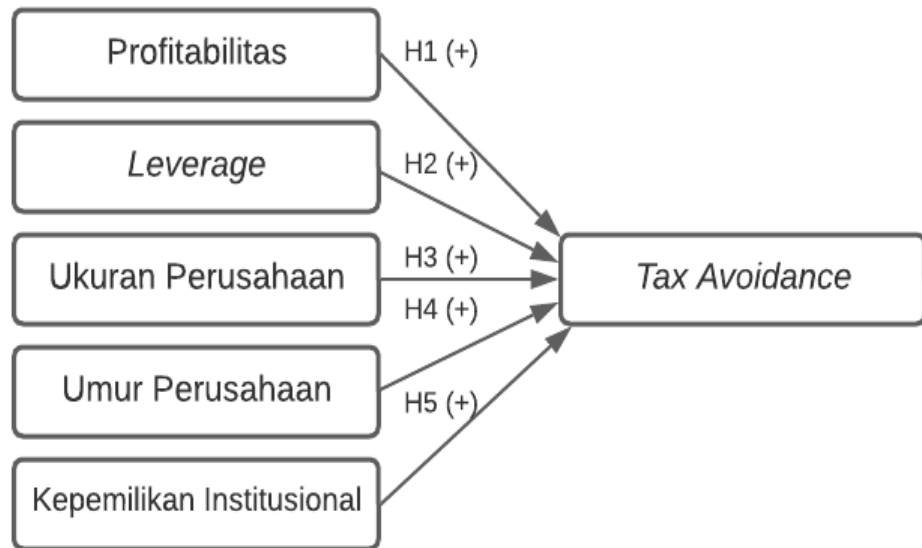 Profitabilitas
H1 (+)
Leverage
H2 (+)
Ukuran Perusahaan
H3 (+)
Tax Avoidance
H4 (+)
Umur Perusahaan
H5 (+)
Kepemilikan Institusional